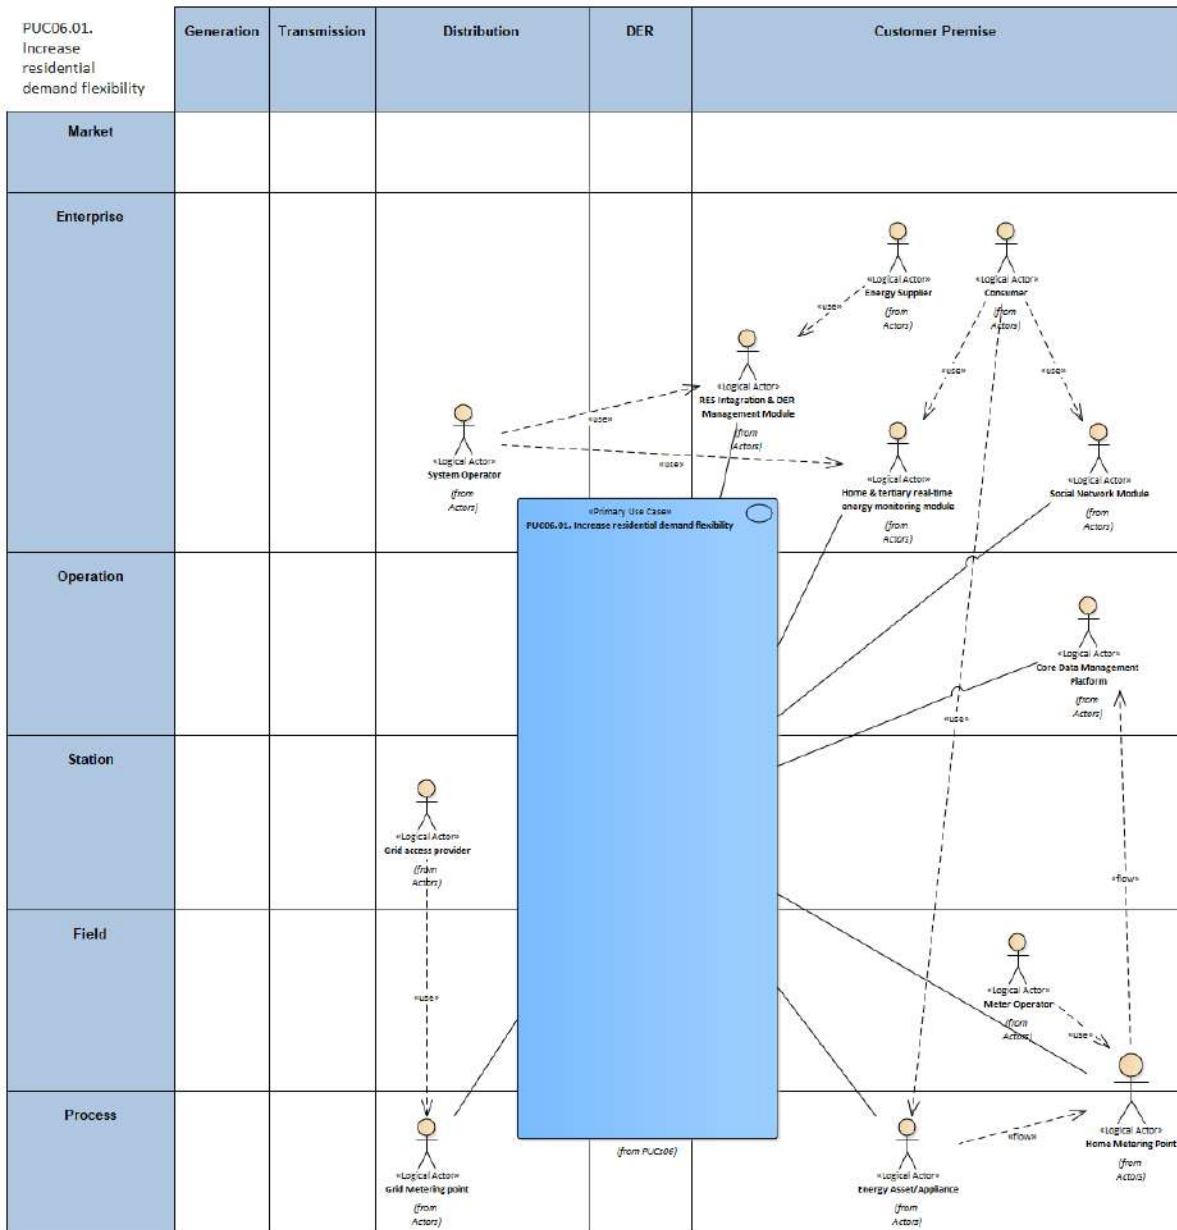 PUC06.01.
Increase
residential
demand flexibility
Generation
Transmission
Distribution
DER
Customer Premise
Market
Enterprise
«Logical Actor»
Energy Supplier
(from
Actors)
«Logical Actor»
Consumer
(from
Actors)
«use»
«Logical Actor»
RES Integration & DER
Management Module
(from
Actors)
«use»
«use»
«use»
«use»
«Logical Actor»
System Operator
(from
Actors)
«Logical Actor»
Home & tertiary real-time
energy monitoring module
(from
Actors)
«Logical Actor»
Social Network Module
(from
Actors)
«Primary Use Case»
PUC06.01. Increase residential demand flexibility
Operation
«Logical Actor»
Core Data Management
Platform
(from
Actors)
«use»
Station
«Logical Actor»
Grid access provider
(from
Actors)
«flow»
Field
«Logical Actor»
Meter Operator
(from
Actors)
«use»
«use»
Process
«Logical Actor»
Grid Metering point
(from
Actors)
(from PUCs06)
«Logical Actor»
Energy Asset/Appliance
(from
Actors)
«flow»
«Logical Actor»
Home Metering Point
(from
Actors)